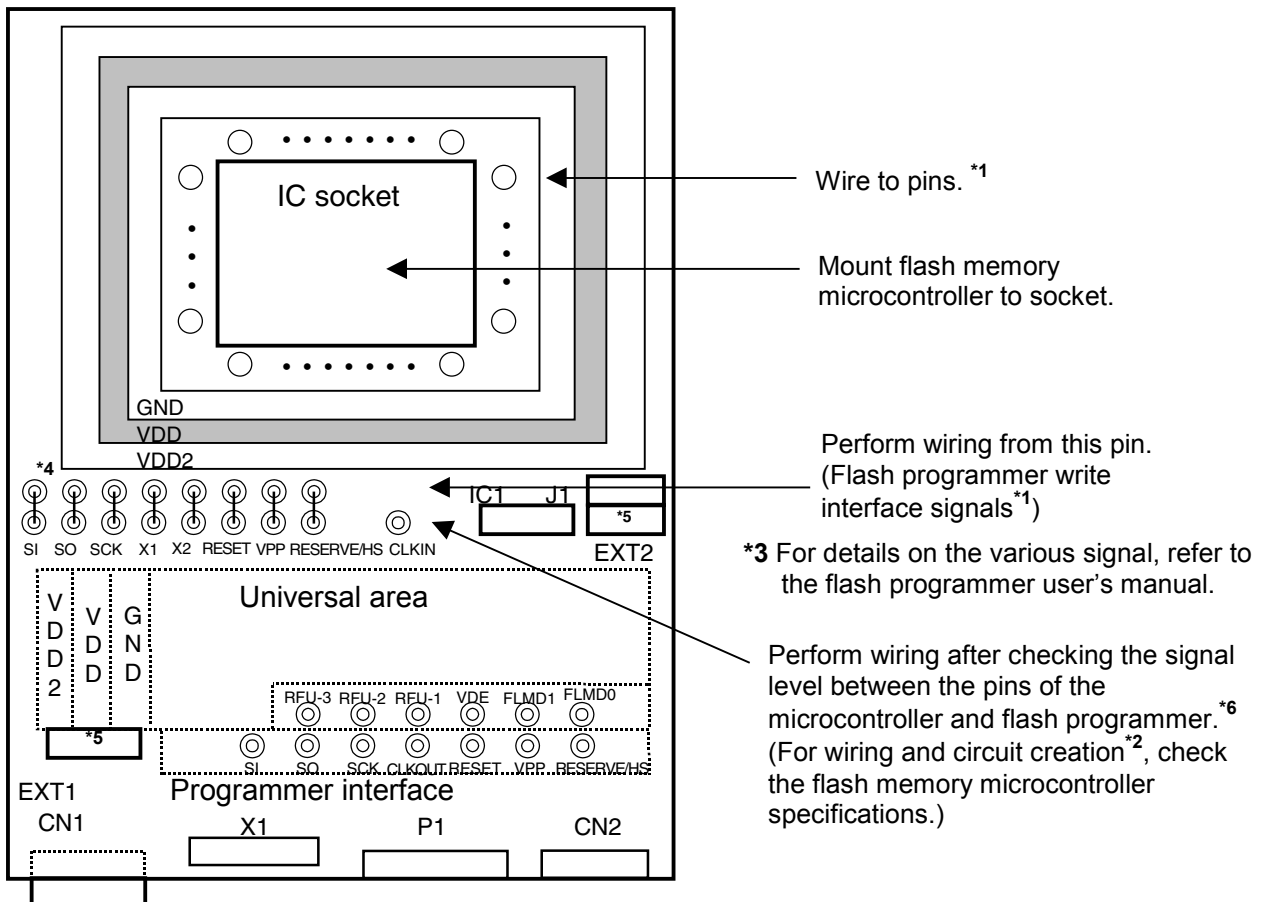 IC socket
Wire to pins. *1
Mount flash memory
microcontroller to socket.
GND
VDD
VDD2
*4
IC1 J1
*5
EXT2
SI SO SCK X1 X2 RESET VPP RESERVE/HS CLKIN
Perform wiring from this pin.
(Flash programmer write
interface signals*1)
*3 For details on the various signal, refer to
the flash programmer user's manual.
VDD2
VDD
GND
Universal area
Perform wiring after checking the signal
level between the pins of the
microcontroller and flash programmer.*6
(For wiring and circuit creation*2, check
the flash memory microcontroller
specifications.)
RFU-3 RFU-2 RFU-1 VDE FLMD1 FLMD0
*5
SI SO SCK CLKOUT RESET VPP RESERVE/HS
EXT1
Programmer interface
CN1 X1 P1 CN2